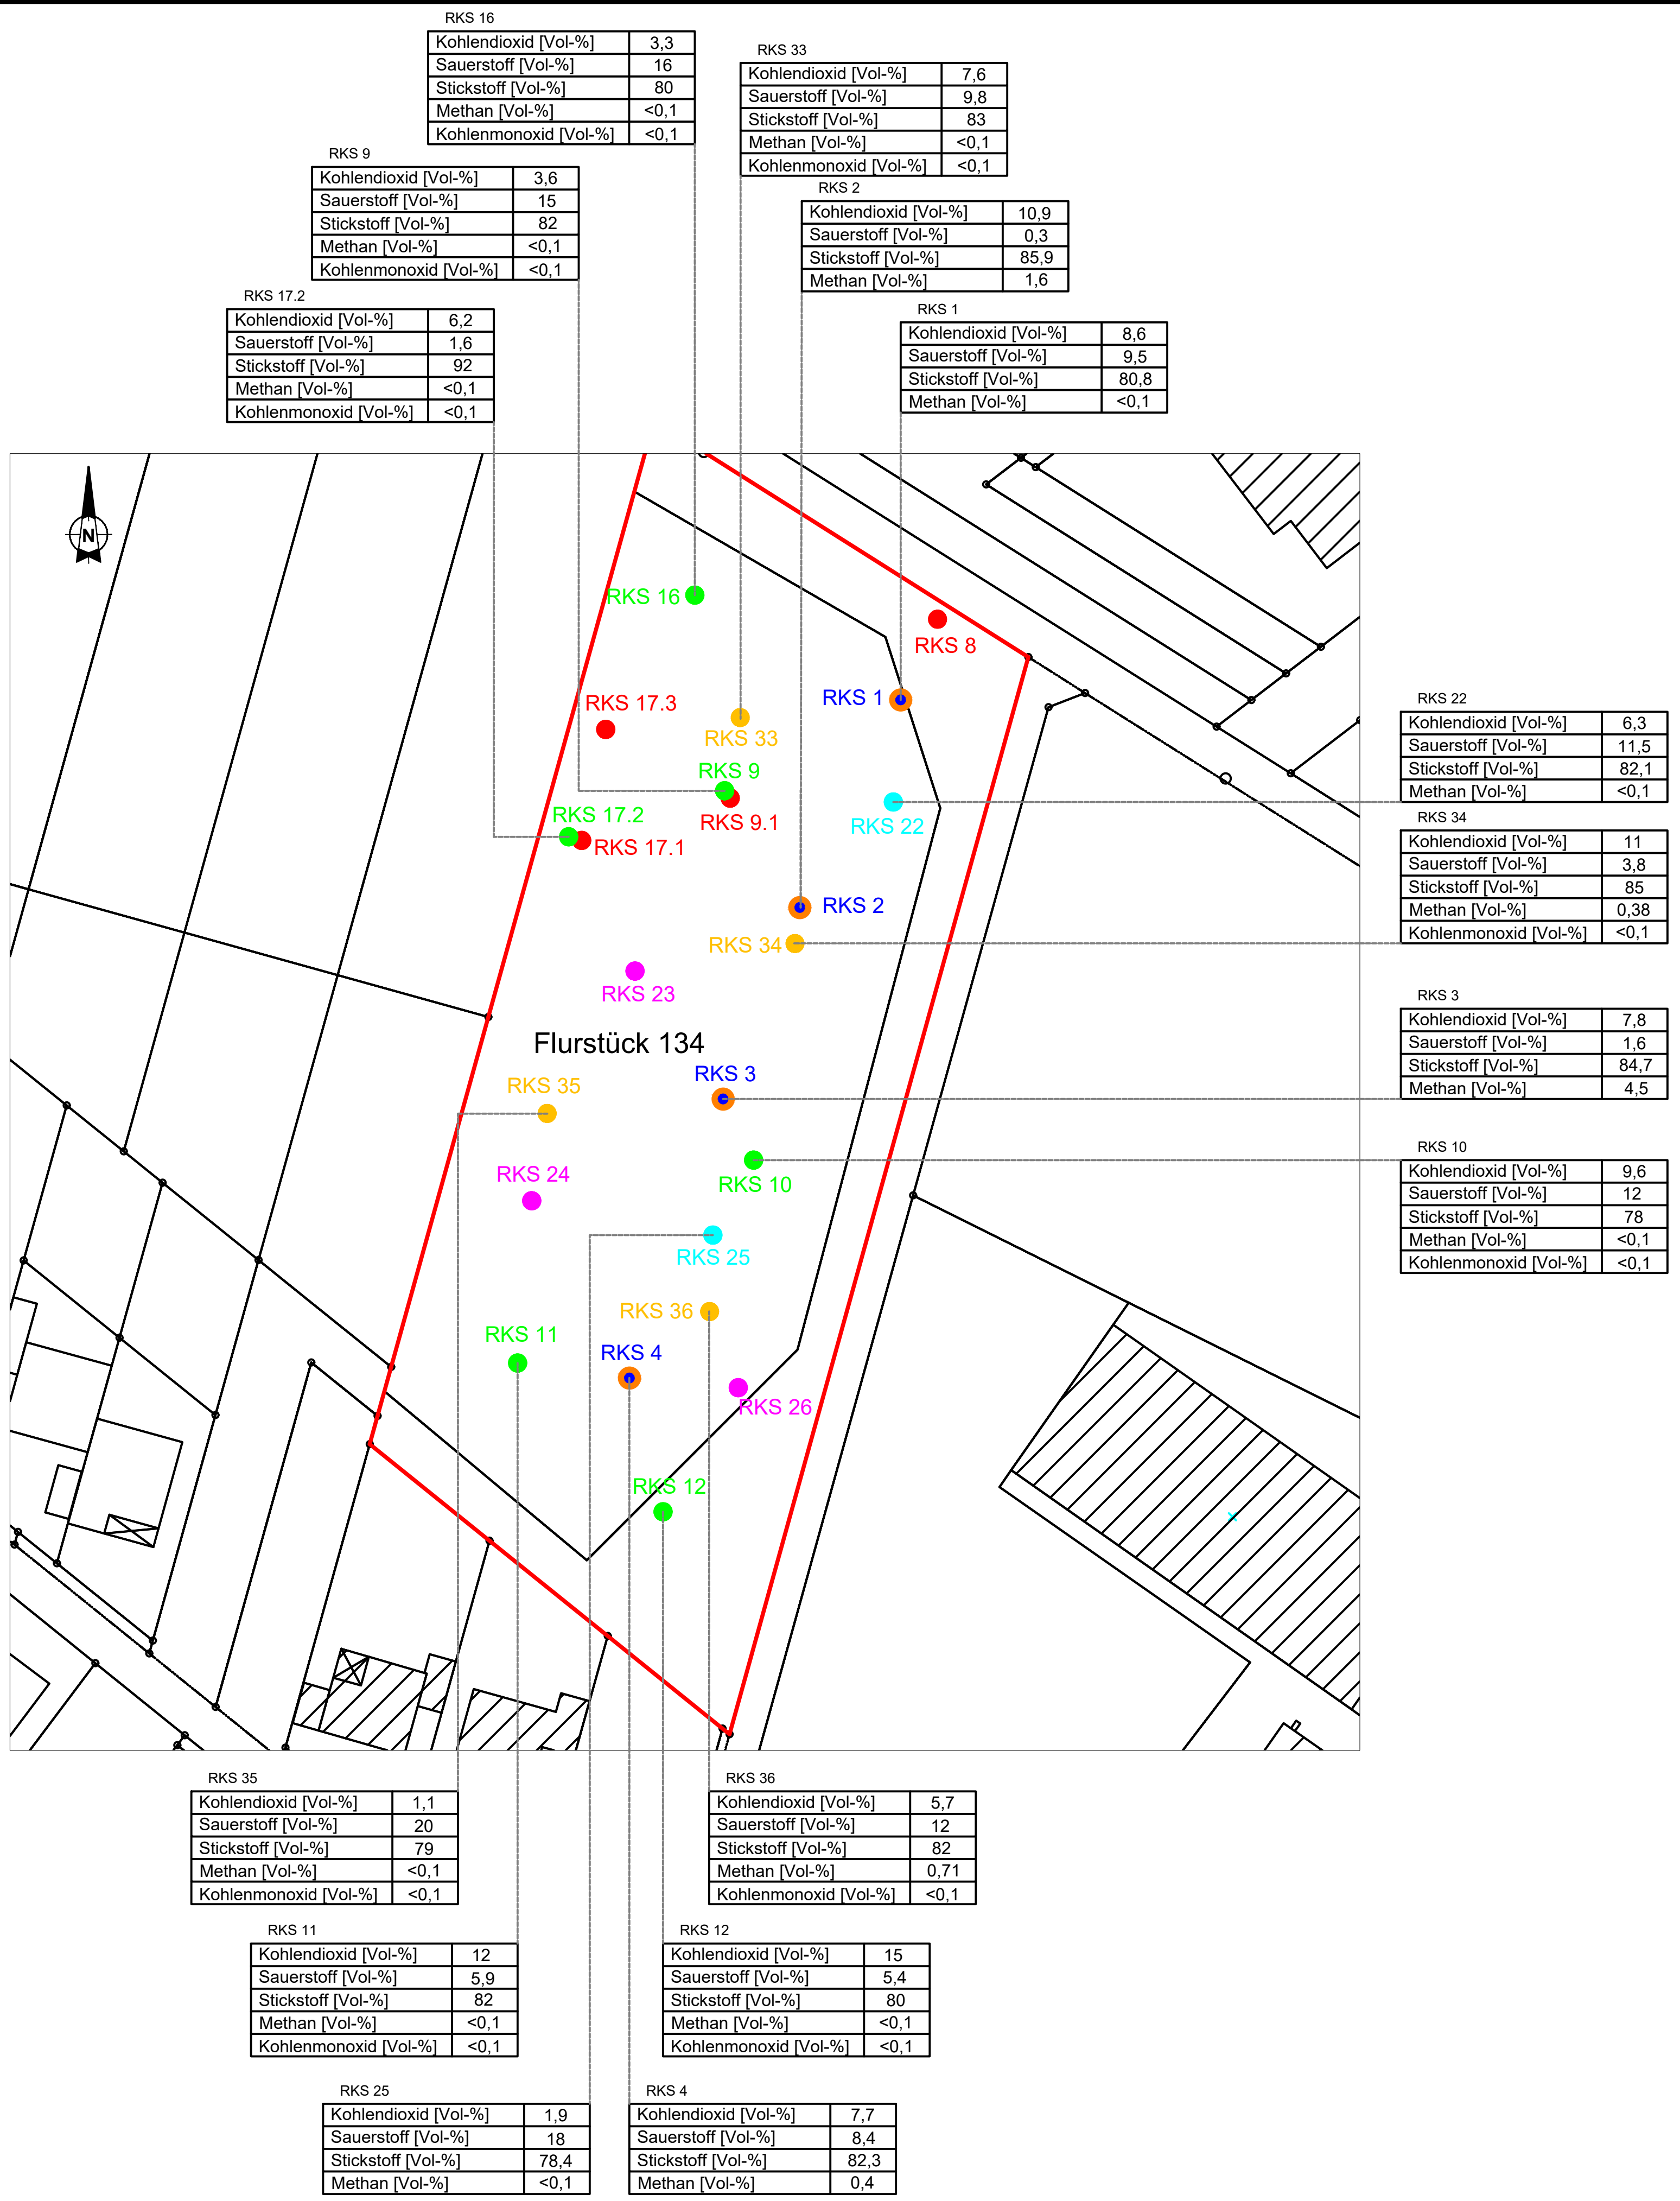 RKS 16
Kohlendioxid [Vol-%] 3,3
Sauerstoff [Vol-%] 16
Stickstoff [Vol-%] 80
Methan [Vol-%] <0,1
Kohlenmonoxid [Vol-%] <0,1
RKS 33
Kohlendioxid [Vol-%] 7,6
Sauerstoff [Vol-%] 9,8
Stickstoff [Vol-%] 83
Methan [Vol-%] <0,1
Kohlenmonoxid [Vol-%] <0,1
RKS 9
Kohlendioxid [Vol-%] 3,6
Sauerstoff [Vol-%] 15
Stickstoff [Vol-%] 82
Methan [Vol-%] <0,1
Kohlenmonoxid [Vol-%] <0,1
RKS 2
Kohlendioxid [Vol-%] 10,9
Sauerstoff [Vol-%] 0,3
Stickstoff [Vol-%] 85,9
Methan [Vol-%] 1,6
RKS 17.2
Kohlendioxid [Vol-%] 6,2
Sauerstoff [Vol-%] 1,6
Stickstoff [Vol-%] 92
Methan [Vol-%] <0,1
Kohlenmonoxid [Vol-%] <0,1
RKS 1
Kohlendioxid [Vol-%] 8,6
Sauerstoff [Vol-%] 9,5
Stickstoff [Vol-%] 80,8
Methan [Vol-%] <0,1
N
RKS 16
RKS 8
RKS 1
RKS 17.3
RKS 33
RKS 9
RKS 17.2
RKS 9.1
RKS 22
RKS 17.1
RKS 2
RKS 34
RKS 23
Flurstück 134
RKS 3
RKS 35
RKS 24
RKS 10
RKS 25
RKS 36
RKS 11
RKS 4
RKS 26
RKS 12
RKS 22
Kohlendioxid [Vol-%] 6,3
Sauerstoff [Vol-%] 11,5
Stickstoff [Vol-%] 82,1
Methan [Vol-%] <0,1
RKS 34
Kohlendioxid [Vol-%] 11
Sauerstoff [Vol-%] 3,8
Stickstoff [Vol-%] 85
Methan [Vol-%] 0,38
Kohlenmonoxid [Vol-%] <0,1
RKS 3
Kohlendioxid [Vol-%] 7,8
Sauerstoff [Vol-%] 1,6
Stickstoff [Vol-%] 84,7
Methan [Vol-%] 4,5
RKS 10
Kohlendioxid [Vol-%] 9,6
Sauerstoff [Vol-%] 12
Stickstoff [Vol-%] 78
Methan [Vol-%] <0,1
Kohlenmonoxid [Vol-%] <0,1
RKS 35
Kohlendioxid [Vol-%] 1,1
Sauerstoff [Vol-%] 20
Stickstoff [Vol-%] 79
Methan [Vol-%] <0,1
Kohlenmonoxid [Vol-%] <0,1
RKS 36
Kohlendioxid [Vol-%] 5,7
Sauerstoff [Vol-%] 12
Stickstoff [Vol-%] 82
Methan [Vol-%] 0,71
Kohlenmonoxid [Vol-%] <0,1
RKS 11
Kohlendioxid [Vol-%] 12
Sauerstoff [Vol-%] 5,9
Stickstoff [Vol-%] 82
Methan [Vol-%] <0,1
Kohlenmonoxid [Vol-%] <0,1
RKS 12
Kohlendioxid [Vol-%] 15
Sauerstoff [Vol-%] 5,4
Stickstoff [Vol-%] 80
Methan [Vol-%] <0,1
Kohlenmonoxid [Vol-%] <0,1
RKS 25
Kohlendioxid [Vol-%] 1,9
Sauerstoff [Vol-%] 18
Stickstoff [Vol-%] 78,4
Methan [Vol-%] <0,1
RKS 4
Kohlendioxid [Vol-%] 7,7
Sauerstoff [Vol-%] 8,4
Stickstoff [Vol-%] 82,3
Methan [Vol-%] 0,4